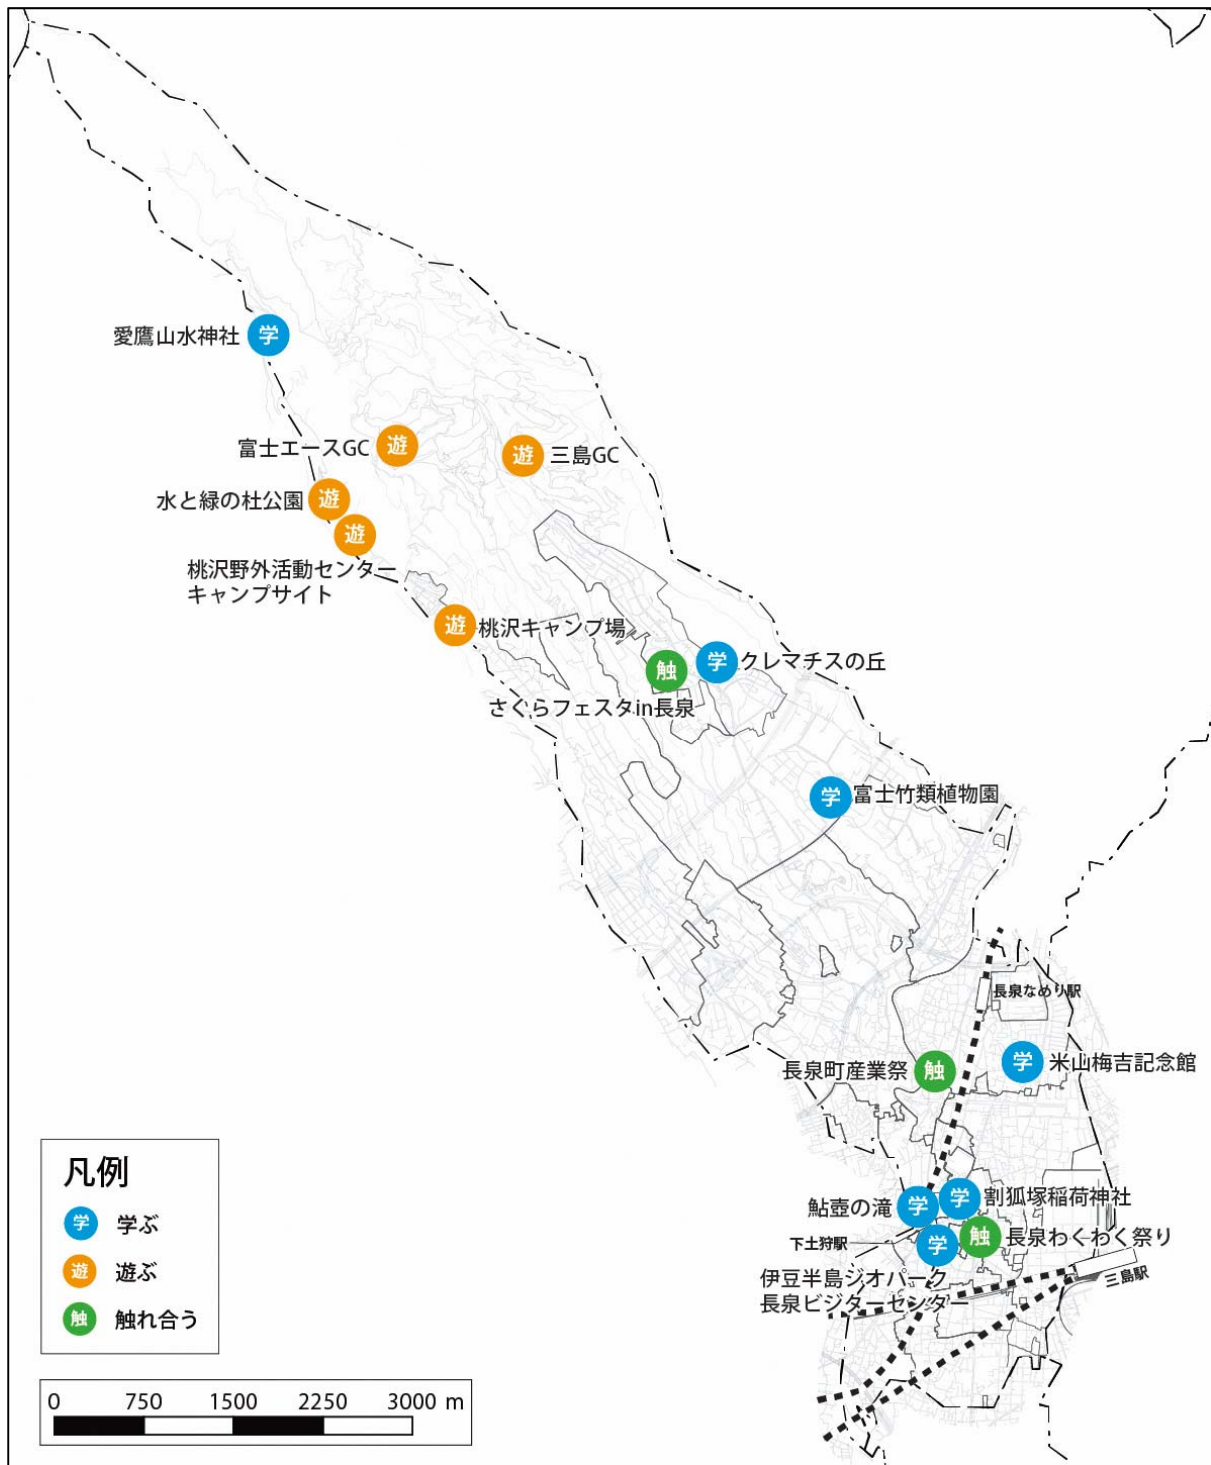 愛鷹山水神社
学
富士エースGC
遊
遊
三島GC
水と緑の杜公園
遊
遊
桃沢野外活動センター
キャンプサイト
遊
桃沢キャンプ場
触
学
クレマチスの丘
さくらフェスタin長泉
学
富士竹類植物園
長泉なめり駅
長泉町産業祭
触
学
米山梅吉記念館
鮎壺の滝
学
学
割狐塚稲荷神社
下土狩駅
学
触
長泉わくわく祭り
伊豆半島ジオパーク
長泉ビジターセンター
三島駅
凡例
学 学ぶ
遊 遊ぶ
触 触れ合う
0 750 1500 2250 3000 m